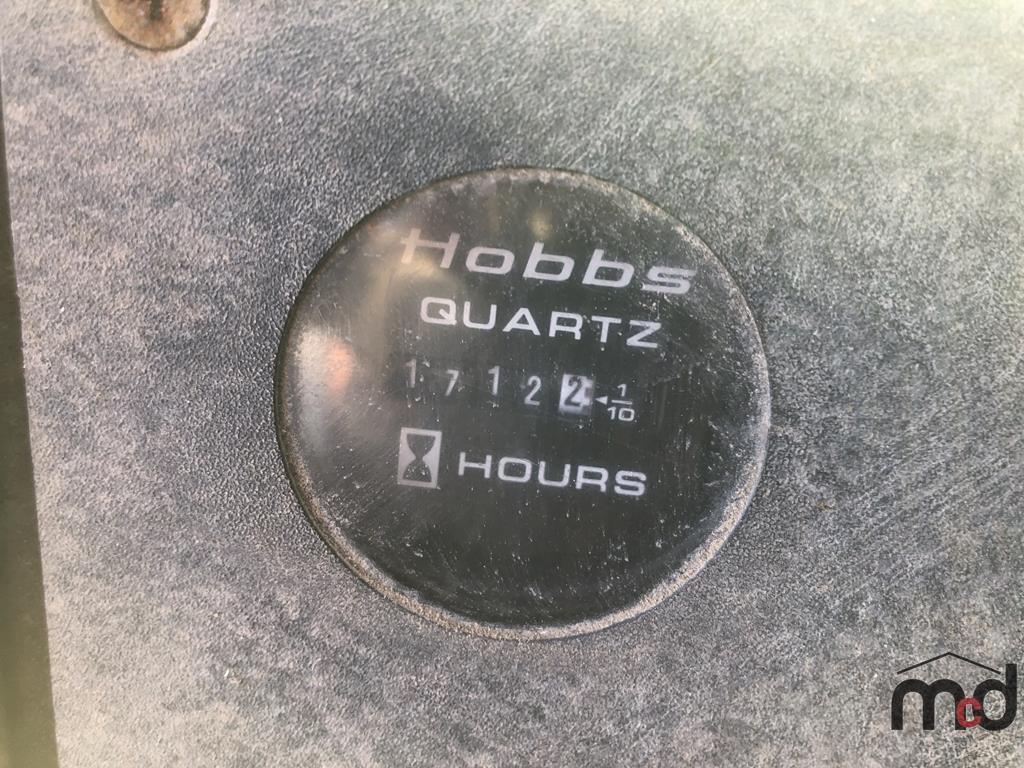 Hobbs
QUARTZ
1 7 1 2 2 ◄ 1/10
HOURS
mcd